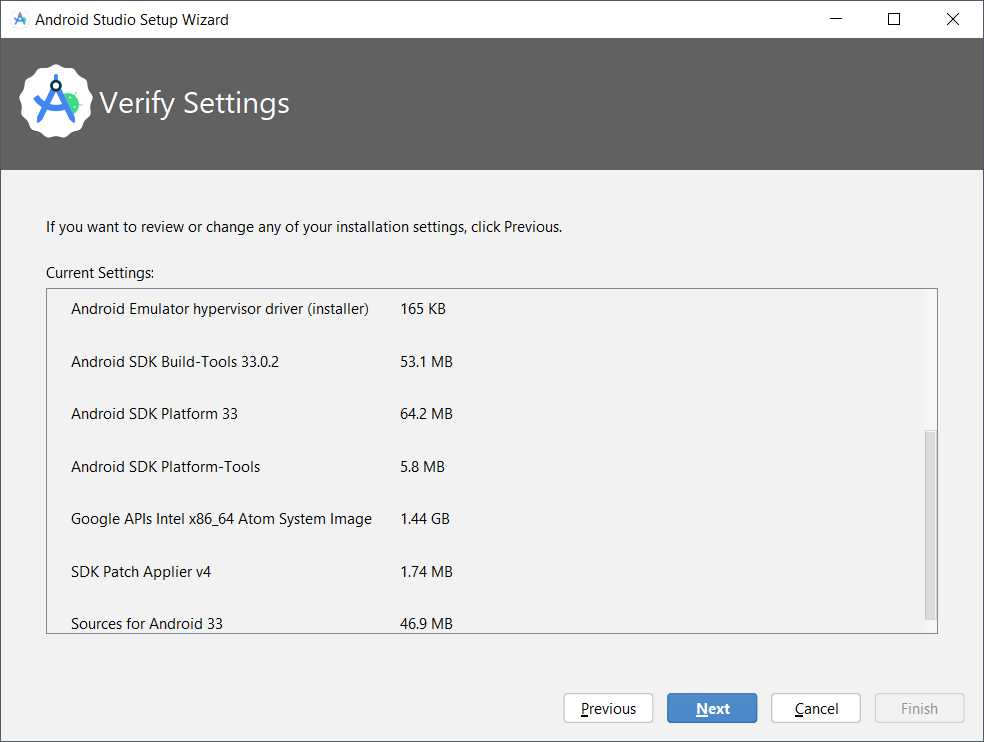 Android Studio Setup Wizard
Verify Settings
If you want to review or change any of your installation settings, click Previous.
Current Settings:
Android Emulator hypervisor driver (installer) 165 KB
Android SDK Build-Tools 33.0.2 53.1 MB
Android SDK Platform 33 64.2 MB
Android SDK Platform-Tools 5.8 MB
Google APIs Intel x86_64 Atom System Image 1.44 GB
SDK Patch Applier v4 1.74 MB
Sources for Android 33 46.9 MB
Previous Next Cancel Finish